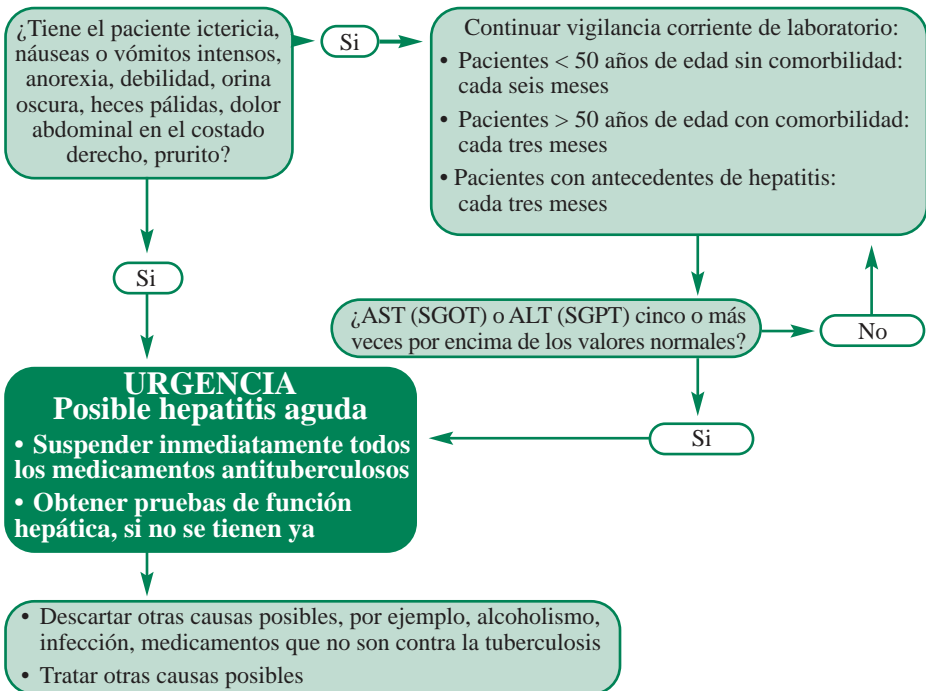 ¿Tiene el paciente ictericia,
náuseas o vómitos intensos,
anorexia, debilidad, orina
oscura, heces pálidas, dolor
abdominal en el costado
derecho, prurito?
Si
Continuar vigilancia corriente de laboratorio:
• Pacientes < 50 años de edad sin comorbilidad:
cada seis meses
• Pacientes > 50 años de edad con comorbilidad:
cada tres meses
• Pacientes con antecedentes de hepatitis:
cada tres meses
Si
¿AST (SGOT) o ALT (SGPT) cinco o más
veces por encima de los valores normales?
No
Si
URGENCIA
Posible hepatitis aguda
• Suspender inmediatamente todos
los medicamentos antituberculosos
• Obtener pruebas de función
hepática, si no se tienen ya
• Descartar otras causas posibles, por ejemplo, alcoholismo,
infección, medicamentos que no son contra la tuberculosis
• Tratar otras causas posibles